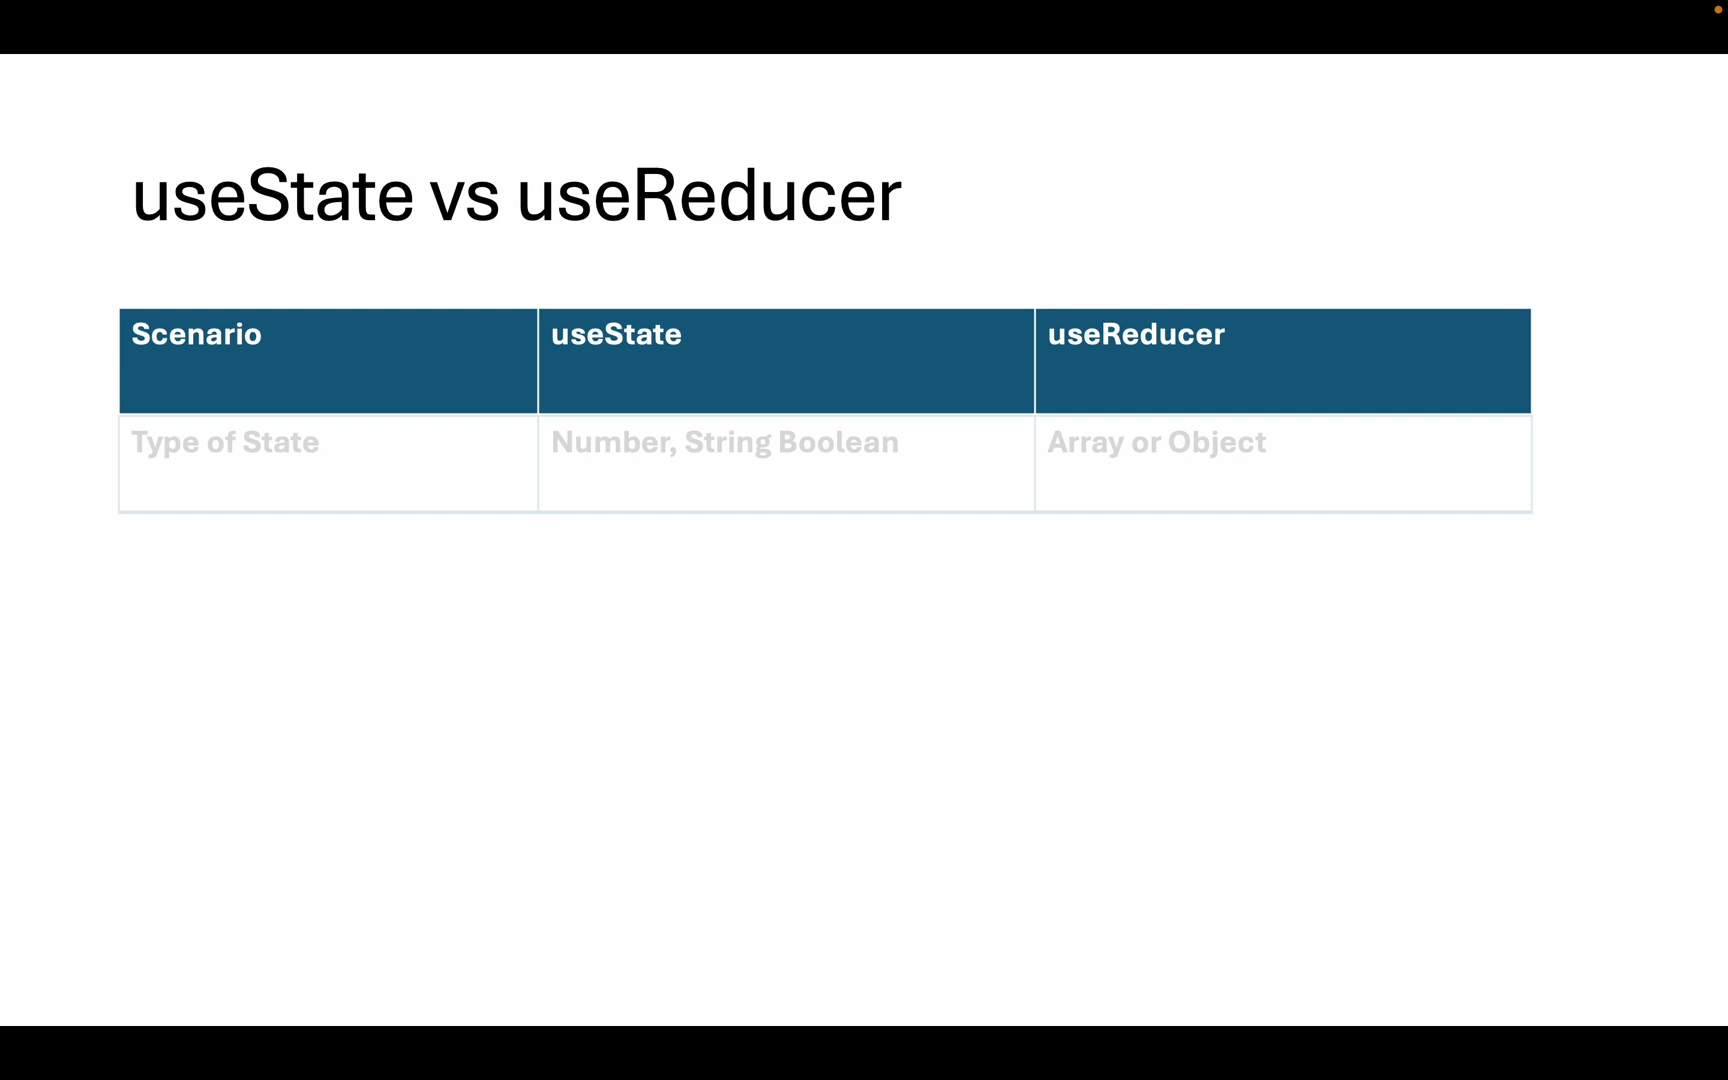 useState vs useReducer
Scenario useState useReducer
Type of State Number, String Boolean Array or Object